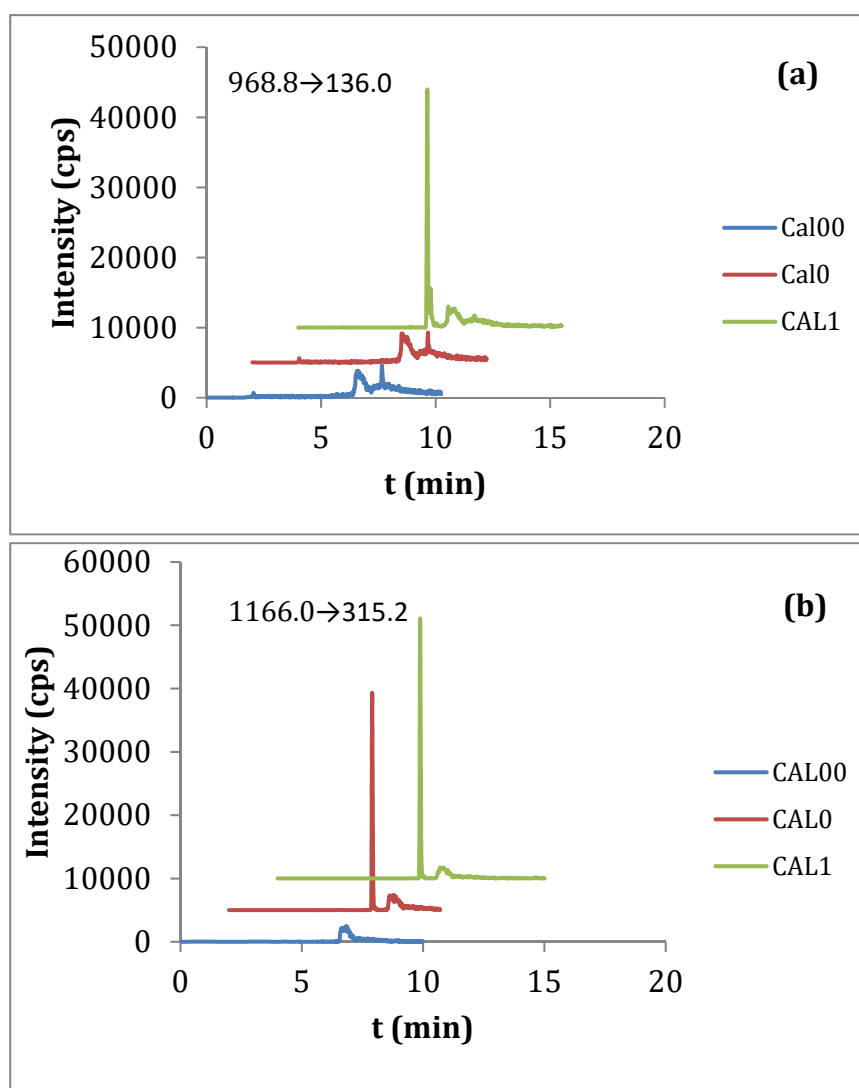 50000
40000
30000
20000
10000
0
Intensity (cps)
968.8→136.0
(a)
Cal00
Cal0
CAL1
0 5 10 15 20
t (min)
60000
50000
40000
30000
20000
10000
0
Intensity (cps)
1166.0→315.2
(b)
CAL00
CAL0
CAL1
0 5 10 15 20
t (min)